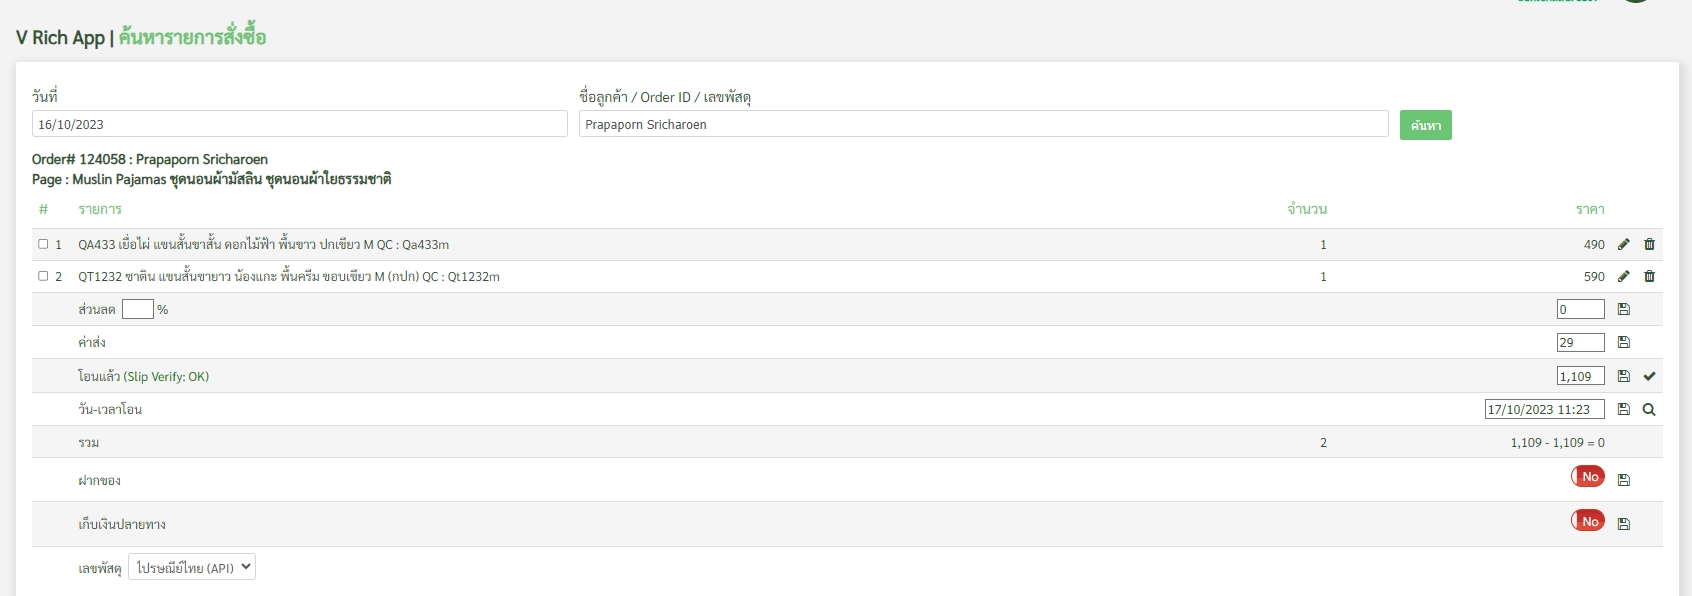 V Rich App | ค้นหารายการสั่งซื้อ
วันที่
ชื่อลูกค้า / Order ID / เลขพัสดุ
16/10/2023
Prapaporn Sricharoen
ค้นหา
Order# 124058 : Prapaporn Sricharoen
Page : Muslin Pajamas ชุดนอนผ้ามัสลิน ชุดนอนผ้าใยธรรมชาติ
# รายการ จำนวน ราคา
1 QA433 เยื่อไผ่ แขนสั้นขาสั้น ดอกไม้ฟ้า พื้นขาว ปกเขียว M QC : Qa433m 1 490
2 QT1232 ซาติน แขนสั้นขายาว น้องแกะ พื้นครีม ขอบเขียว M (กปก) QC : Qt1232m 1 590
ส่วนลด % 0
ค่าส่ง 29
โอนแล้ว (Slip Verify: OK) 1,109
วัน-เวลาโอน 17/10/2023 11:23
รวม 2 1,109 - 1,109 = 0
ฝากของ No
เก็บเงินปลายทาง No
เลขพัสดุ ไปรษณีย์ไทย (API)